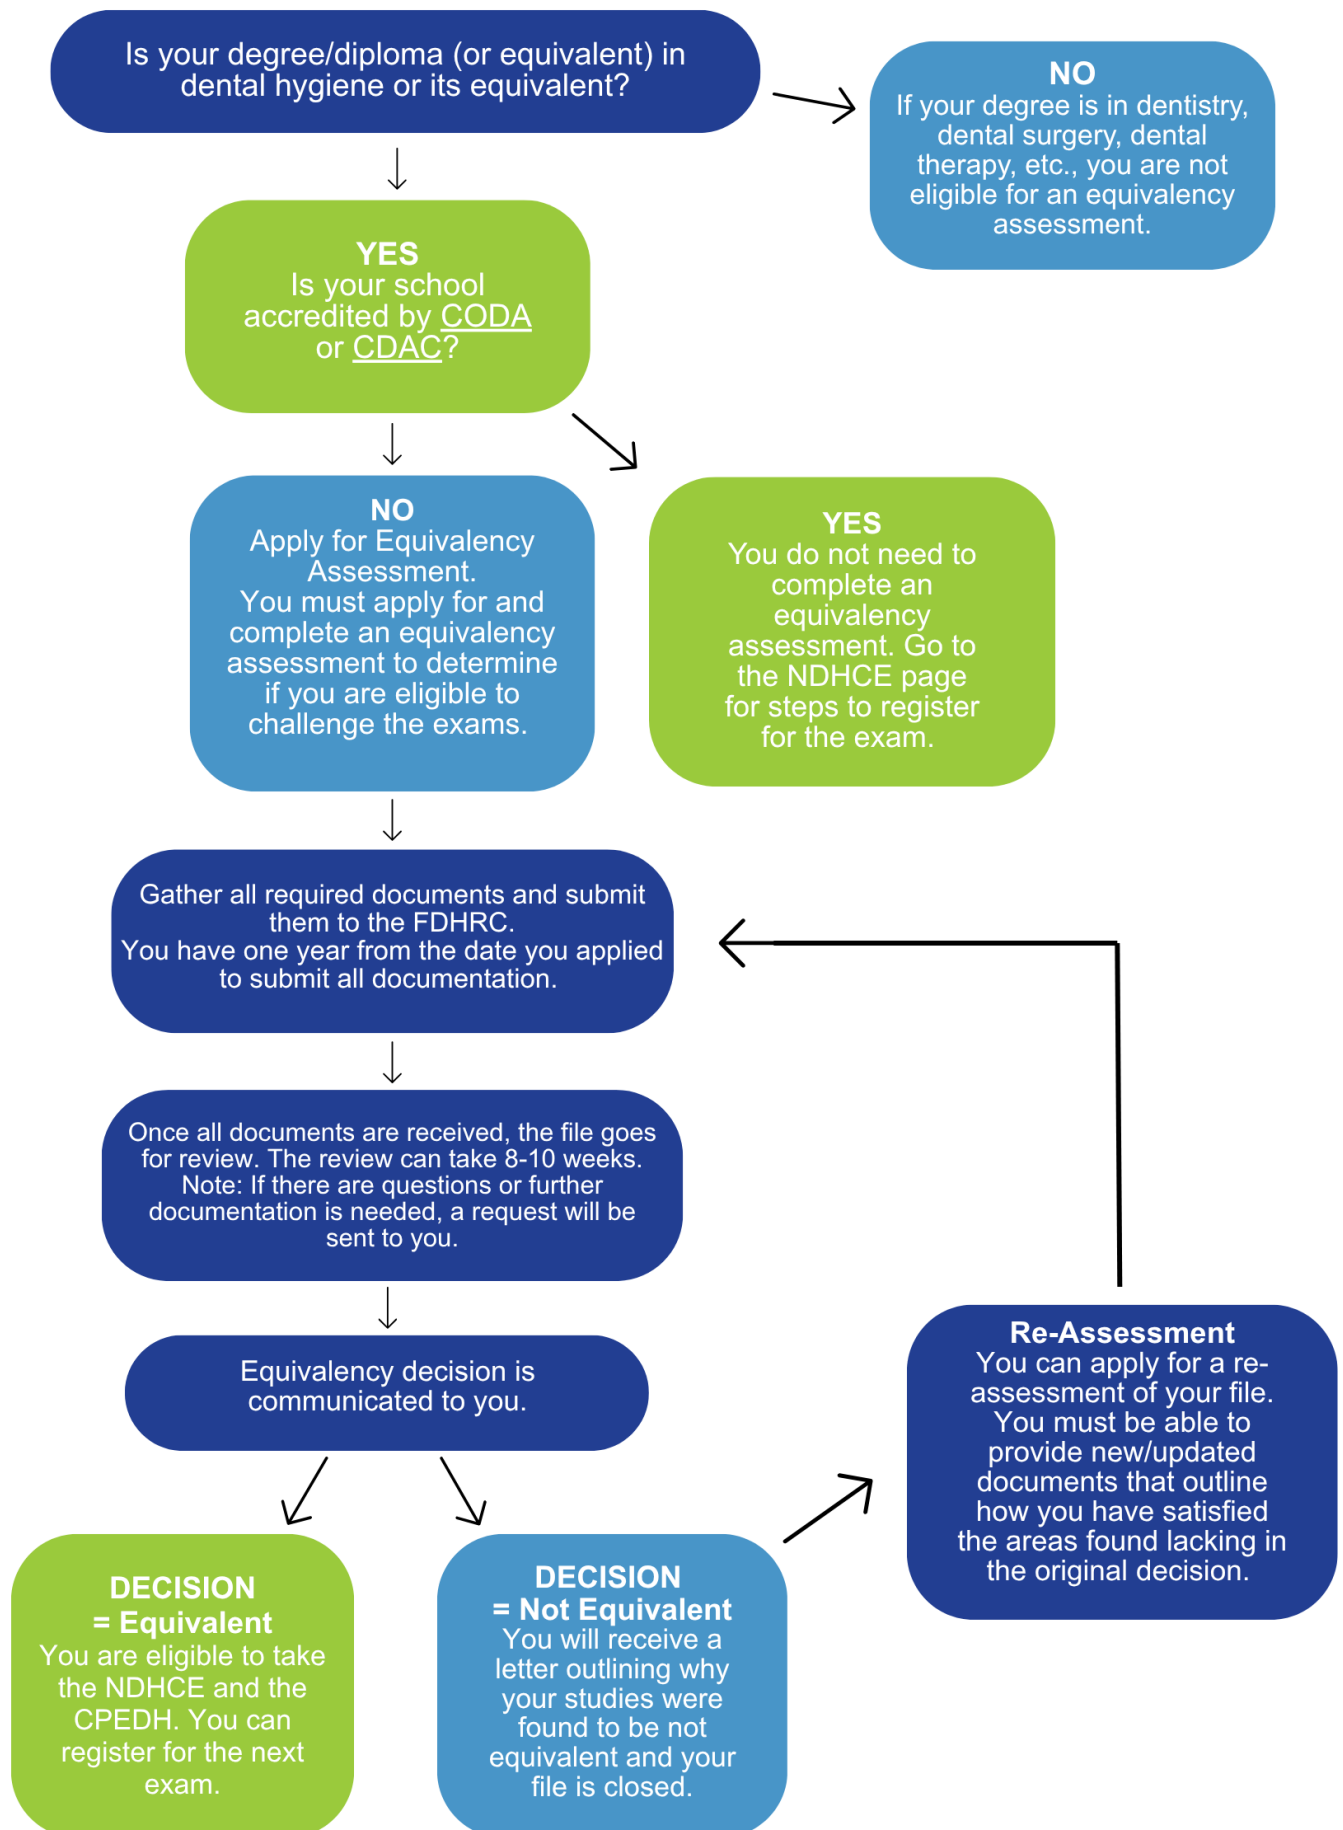 Is your degree/diploma (or equivalent) in
dental hygiene or its equivalent?
NO
If your degree is in dentistry,
dental surgery, dental
therapy, etc., you are not
eligible for an equivalency
assessment.
YES
Is your school
accredited by CODA
or CDAC?
NO
Apply for Equivalency
Assessment.
You must apply for and
complete an equivalency
assessment to determine
if you are eligible to
challenge the exams.
YES
You do not need to
complete an
equivalency
assessment. Go to
the NDHCE page
for steps to register
for the exam.
Gather all required documents and submit
them to the FDHRC.
You have one year from the date you applied
to submit all documentation.
Once all documents are received, the file goes
for review. The review can take 8-10 weeks.
Note: If there are questions or further
documentation is needed, a request will be
sent to you.
Equivalency decision is
communicated to you.
DECISION
= Equivalent
You are eligible to take
the NDHCE and the
CPEDH. You can
register for the next
exam.
DECISION
= Not Equivalent
You will receive a
letter outlining why
your studies were
found to be not
equivalent and your
file is closed.
Re-Assessment
You can apply for a re-
assessment of your file.
You must be able to
provide new/updated
documents that outline
how you have satisfied
the areas found lacking in
the original decision.